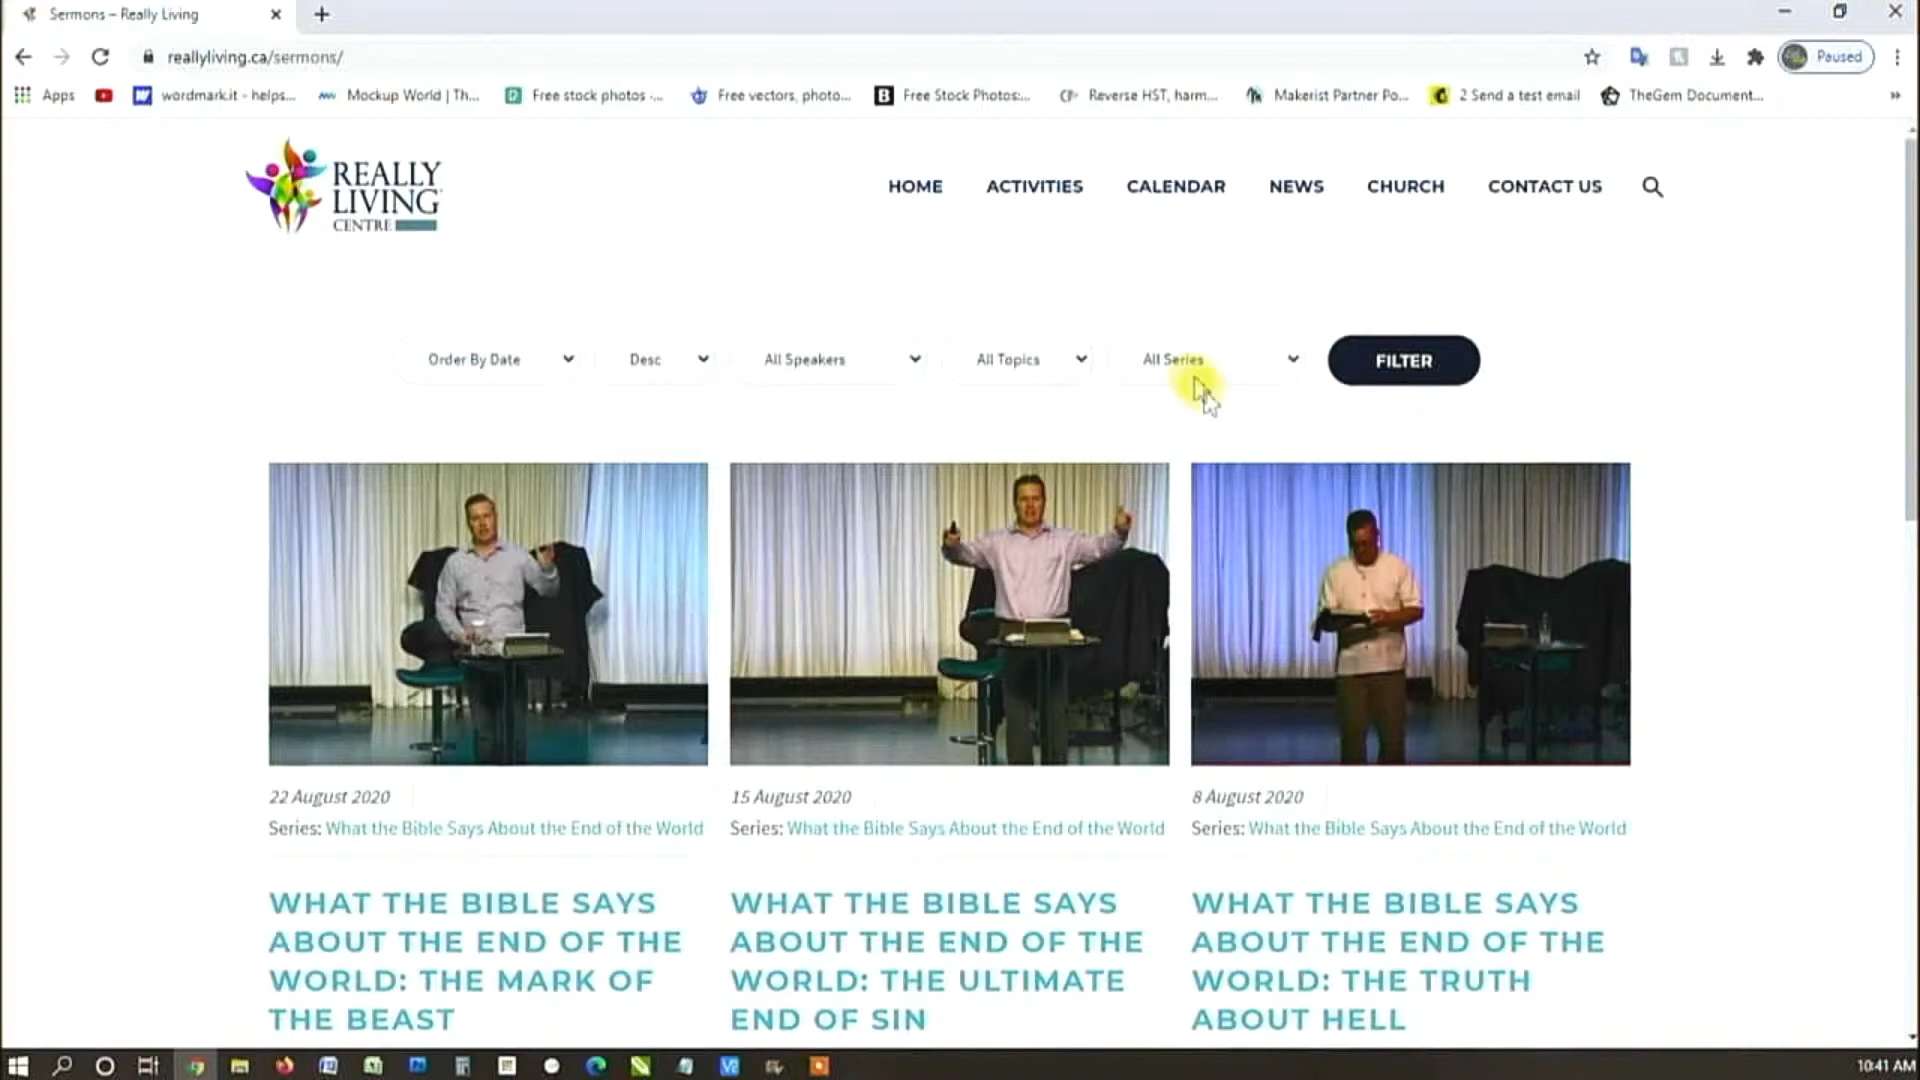 Sermons – Really Living
reallyliving.ca/sermons/
Paused
Apps
wordmark.it - helps...
Mockup World | Th...
Free stock photos -...
Free vectors, photo...
Free Stock Photos:...
Reverse HST, harm...
Makerist Partner Po...
2 Send a test email
TheGem Document...
REALLY
LIVING
CENTRE
HOME
ACTIVITIES
CALENDAR
NEWS
CHURCH
CONTACT US
Order By Date
Desc
All Speakers
All Topics
All Series
FILTER
22 August 2020
Series: What the Bible Says About the End of the World
WHAT THE BIBLE SAYS
ABOUT THE END OF THE
WORLD: THE MARK OF
THE BEAST
15 August 2020
Series: What the Bible Says About the End of the World
WHAT THE BIBLE SAYS
ABOUT THE END OF THE
WORLD: THE ULTIMATE
END OF SIN
8 August 2020
Series: What the Bible Says About the End of the World
WHAT THE BIBLE SAYS
ABOUT THE END OF THE
WORLD: THE TRUTH
ABOUT HELL
10:41 AM